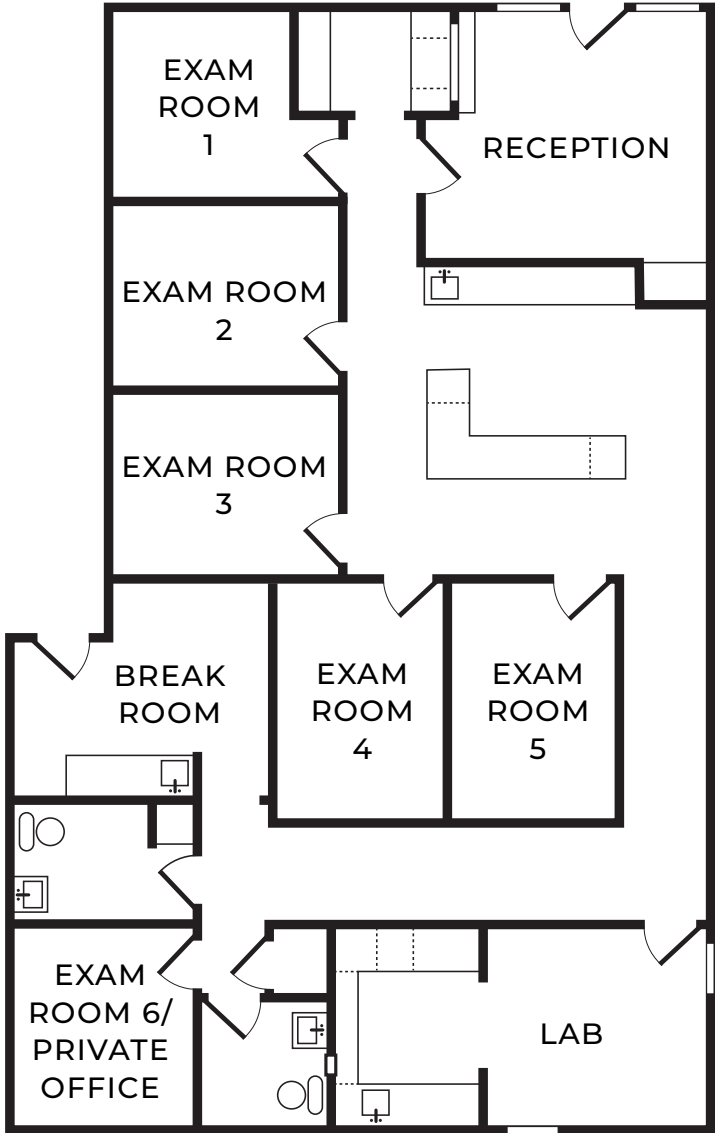 EXAM
ROOM
1
RECEPTION
EXAM ROOM
2
EXAM ROOM
3
BREAK
ROOM
EXAM
ROOM
4
EXAM
ROOM
5
EXAM
ROOM 6/
PRIVATE
OFFICE
LAB